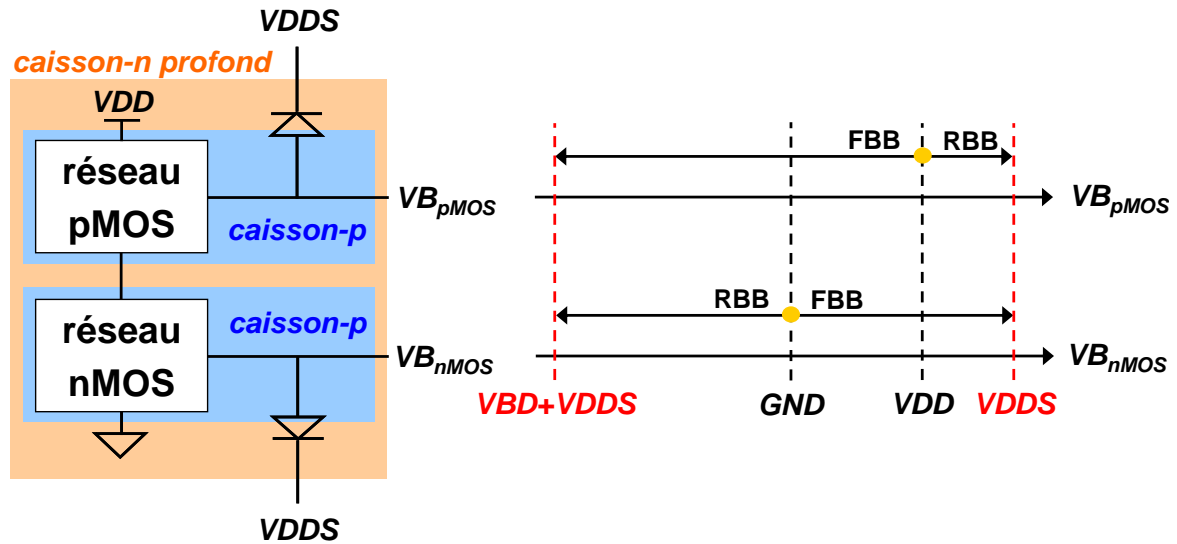 VDDS
caisson-n profond
VDD
réseau
pMOS
VBpMOS
caisson-p
caisson-p
réseau
nMOS
VBnMOS
VDDS
FBB RBB
VBpMOS
RBB FBB
VBnMOS
VBD+VDDS GND VDD VDDS